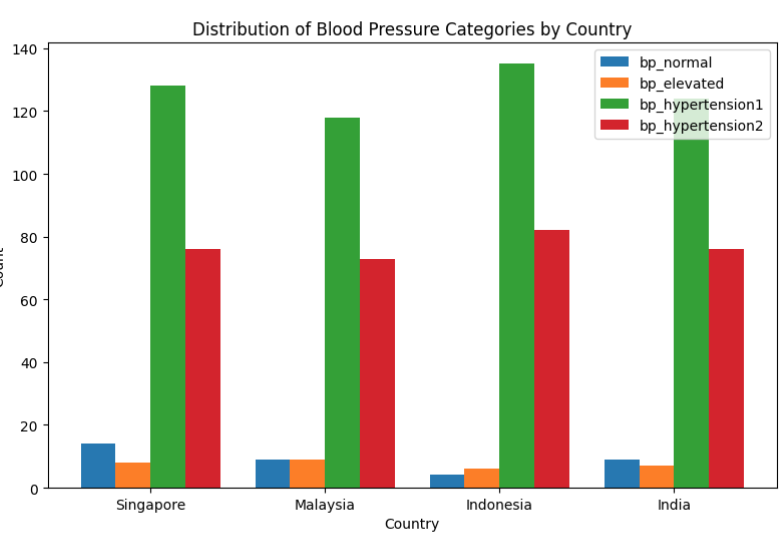 Distribution of Blood Pressure Categories by Country
140
120
100
80
60
40
20
0
Count
bp_normal
bp_elevated
bp_hypertension1
bp_hypertension2
Singapore
Malaysia
Indonesia
India
Country